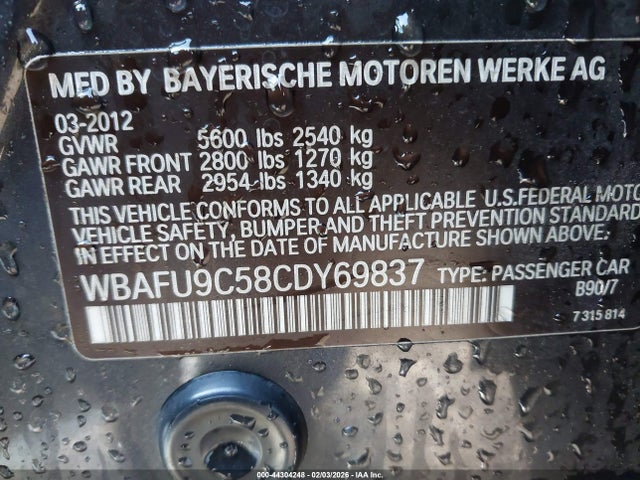 MFD BY BAYERISCHE MOTOREN WERKE AG
03-2012
GVWR 5600 lbs 2540 kg
GAWR FRONT 2800 lbs 1270 kg
GAWR REAR 2954 lbs 1340 kg
THIS VEHICLE CONFORMS TO ALL APPLICABLE U.S.FEDERAL MOTO
VEHICLE SAFETY, BUMPER AND THEFT PREVENTION STANDARD
EFFECT ON THE DATE OF MANUFACTURE SHOWN ABOVE.
WBAFU9C58CDY69837 TYPE: PASSENGER CAR
B90/7
7 315 814
000-44304248 - 02/03/2026 - IAA Inc.